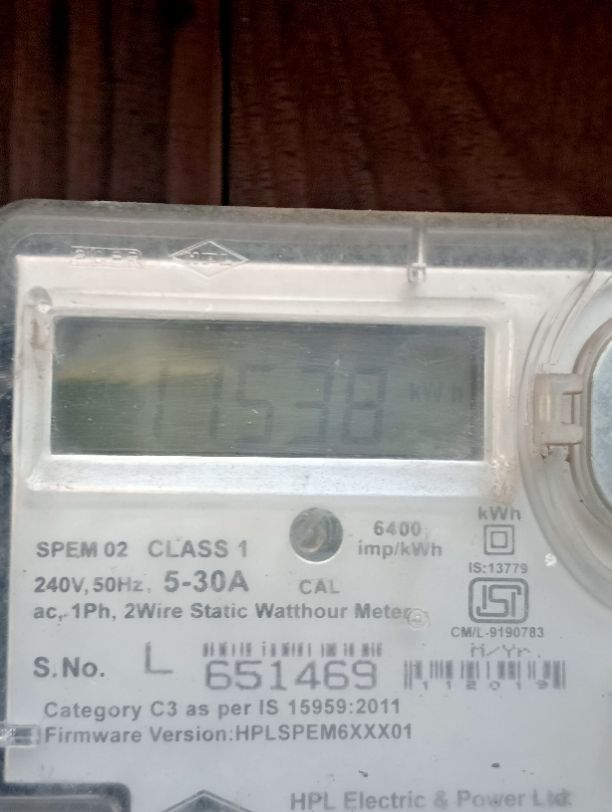 kWh
6400
imp/kWh
SPEM 02 CLASS 1
240V, 50Hz, 5-30A
CAL
IS:13779
ac, 1Ph, 2Wire Static Watthour Meter
CM/L-9190783
M/Yr.
S.No. L 651469
112019
Category C3 as per IS 15959:2011
Firmware Version:HPLSPEM6XXX01
HPL Electric & Power Ltd